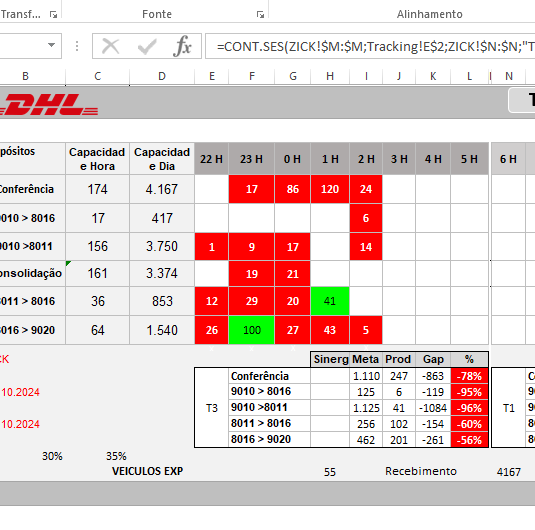 Transf... Fonte Alinhamento
fx =CONT.SES(ZICK!$M:$M;Tracking!E$2;ZICK!$N:$N;"T
B C D E F G H I J K L N
DHL T
pósitos Capacidad e Hora Capacidad e Dia 22 H 23 H 0 H 1 H 2 H 3 H 4 H 5 H 6 H
Conferência 174 4.167 17 86 120 24
9010 > 8016 17 417 6
9010 >8011 156 3.750 1 9 17 14
onsolidação 161 3.374 19 21
8011 > 8016 36 853 12 29 20 41
8016 > 9020 64 1.540 26 100 27 43 5
CK Sinerg Meta Prod Gap %
Conferência 1.110 247 -863 -78% Co
10.2024 9010 > 8016 125 6 -119 -95% 90
T3 9010 >8011 1.125 41 -1084 -96% T1 90
10.2024 8011 > 8016 256 102 -154 -60% 80
8016 > 9020 462 201 -261 -56% 80
30% 35%
VEICULOS EXP 55 Recebimento 4167